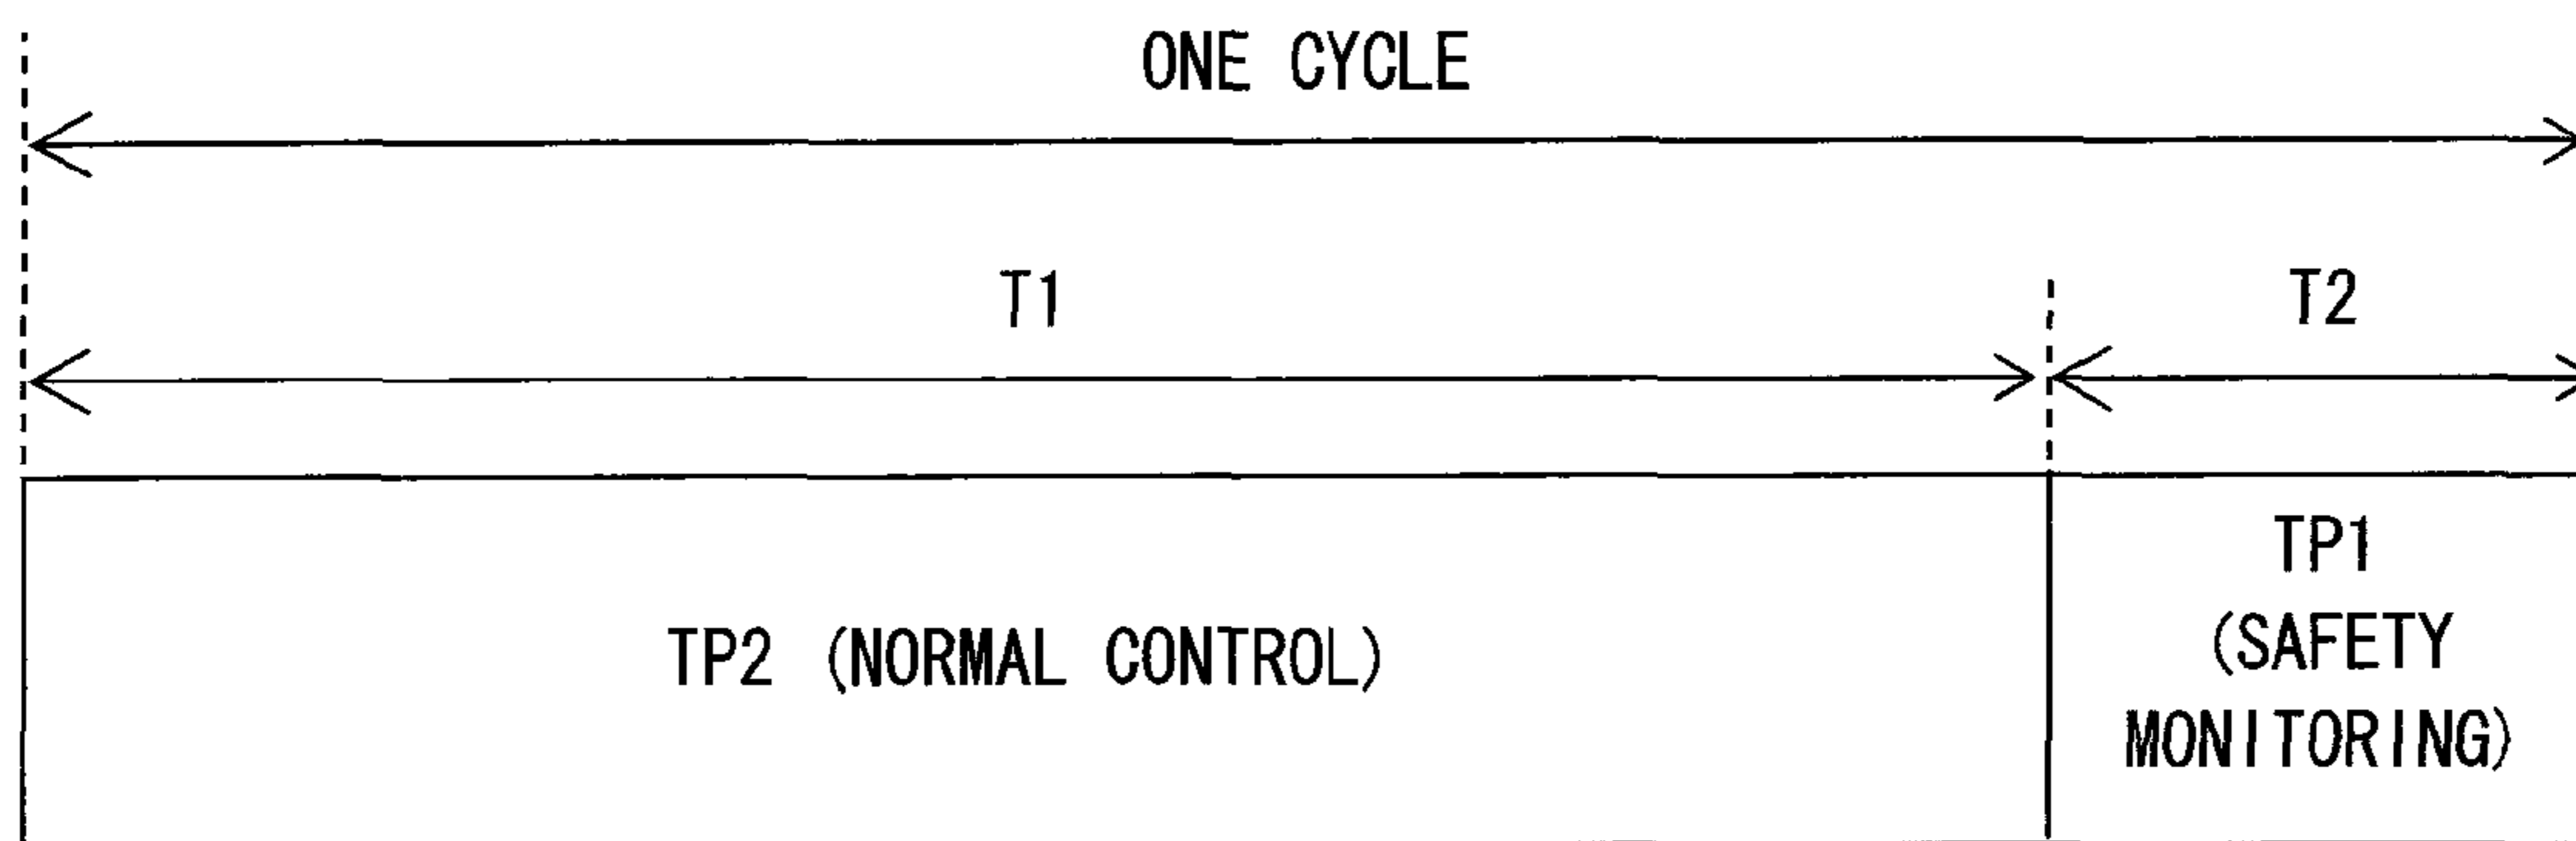 ONE CYCLE
T1
T2
TP2 (NORMAL CONTROL)
TP1
(SAFETY
MONITORING)